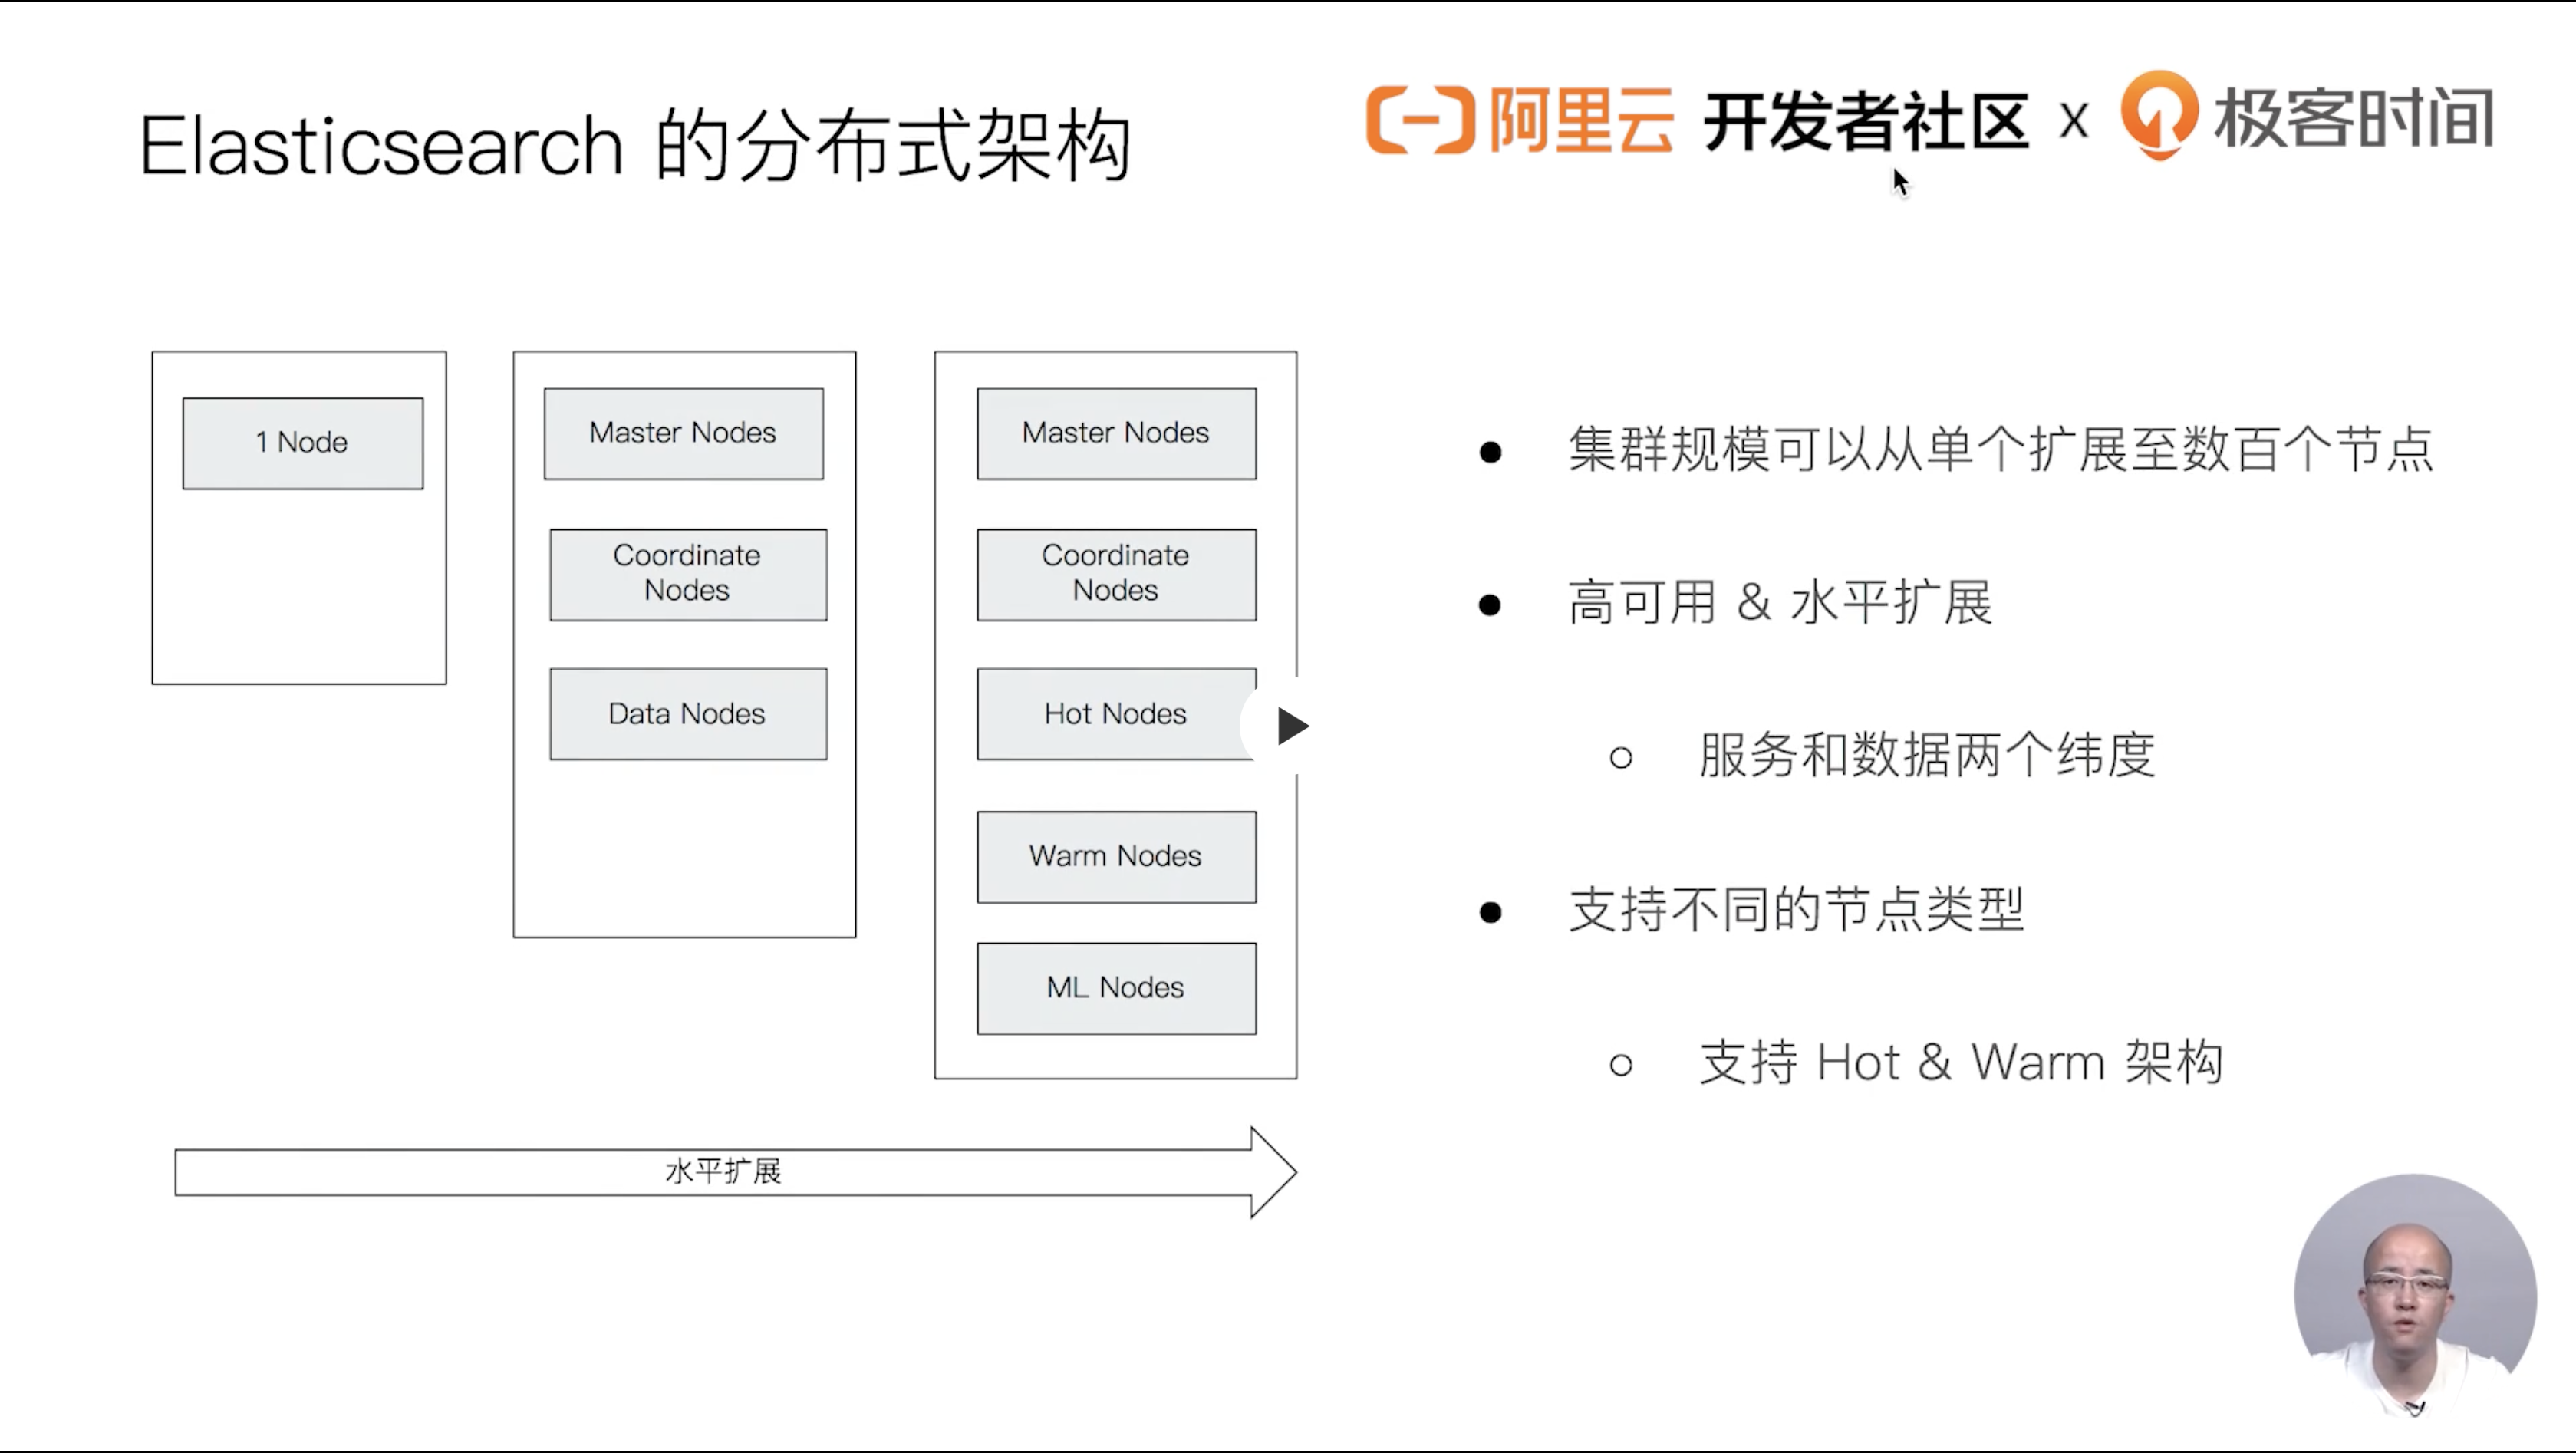 Elasticsearch 的分布式架构
阿里云 开发者社区 x 极客时间
1 Node
Master Nodes
Coordinate
Nodes
Data Nodes
Master Nodes
Coordinate
Nodes
Hot Nodes
Warm Nodes
ML Nodes
水平扩展
● 集群规模可以从单个扩展至数百个节点
● 高可用 & 水平扩展
○ 服务和数据两个纬度
● 支持不同的节点类型
○ 支持 Hot & Warm 架构